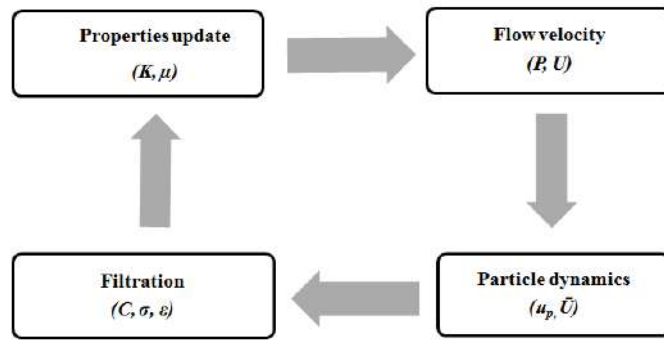 Properties update
(K, μ)
Flow velocity
(P, U)
Filtration
(C, σ, ε)
Particle dynamics
(u_p, Ū)